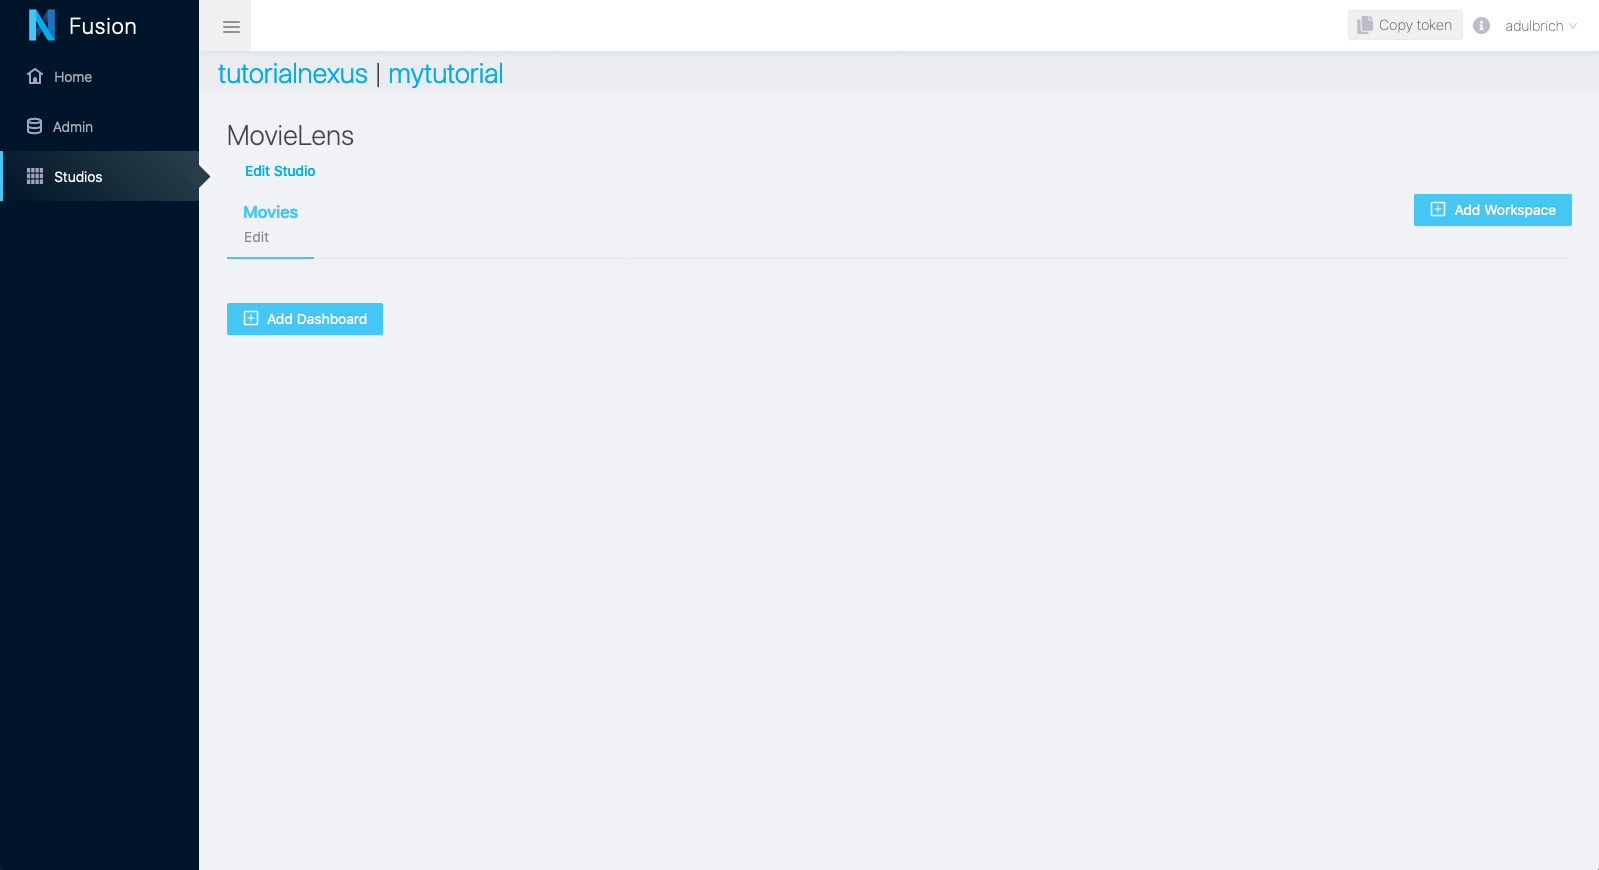 Fusion
Copy token
adulbrich
Home
Admin
Studios
tutorialnexus | mytutorial
MovieLens
Edit Studio
Movies
Edit
Add Workspace
Add Dashboard